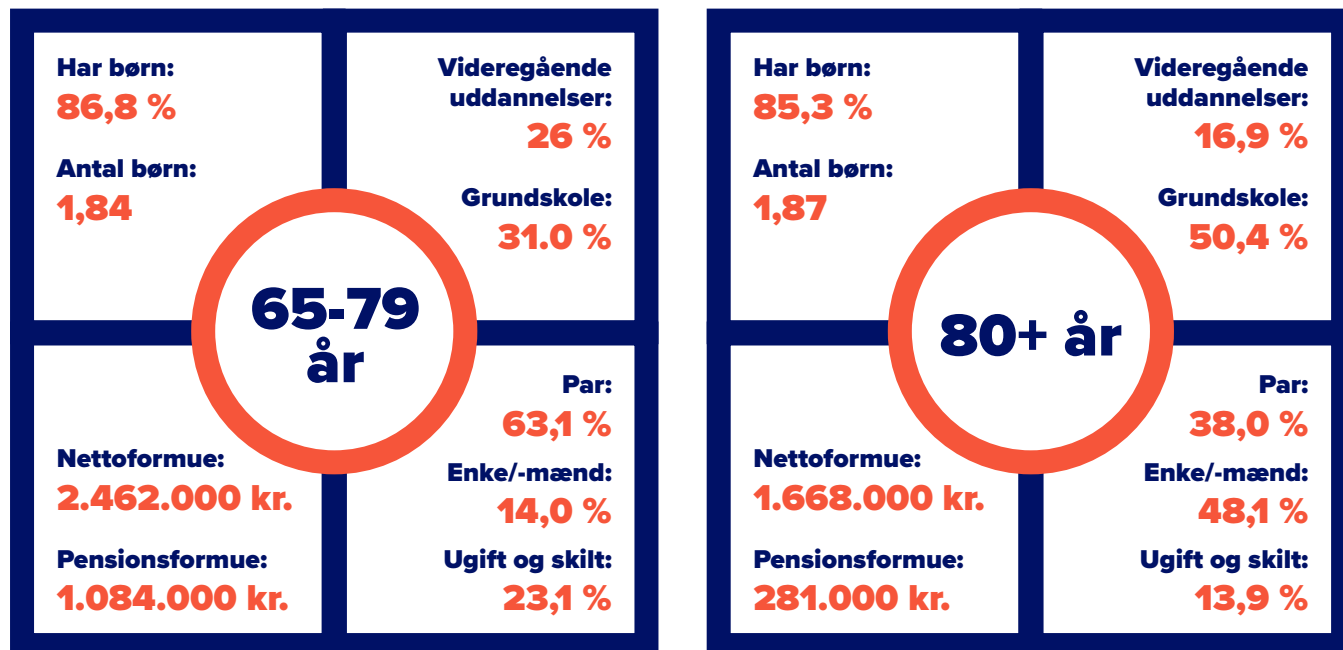 Har børn:
86,8 %
Antal børn:
1,84
Videregående
uddannelser:
26 %
Grundskole:
31.0 %
65-79
år
Nettoformue:
2.462.000 kr.
Pensionsformue:
1.084.000 kr.
Par:
63,1 %
Enke/-mænd:
14,0 %
Ugift og skilt:
23,1 %
Har børn:
85,3 %
Antal børn:
1,87
Videregående
uddannelser:
16,9 %
Grundskole:
50,4 %
80+ år
Nettoformue:
1.668.000 kr.
Pensionsformue:
281.000 kr.
Par:
38,0 %
Enke/-mænd:
48,1 %
Ugift og skilt:
13,9 %